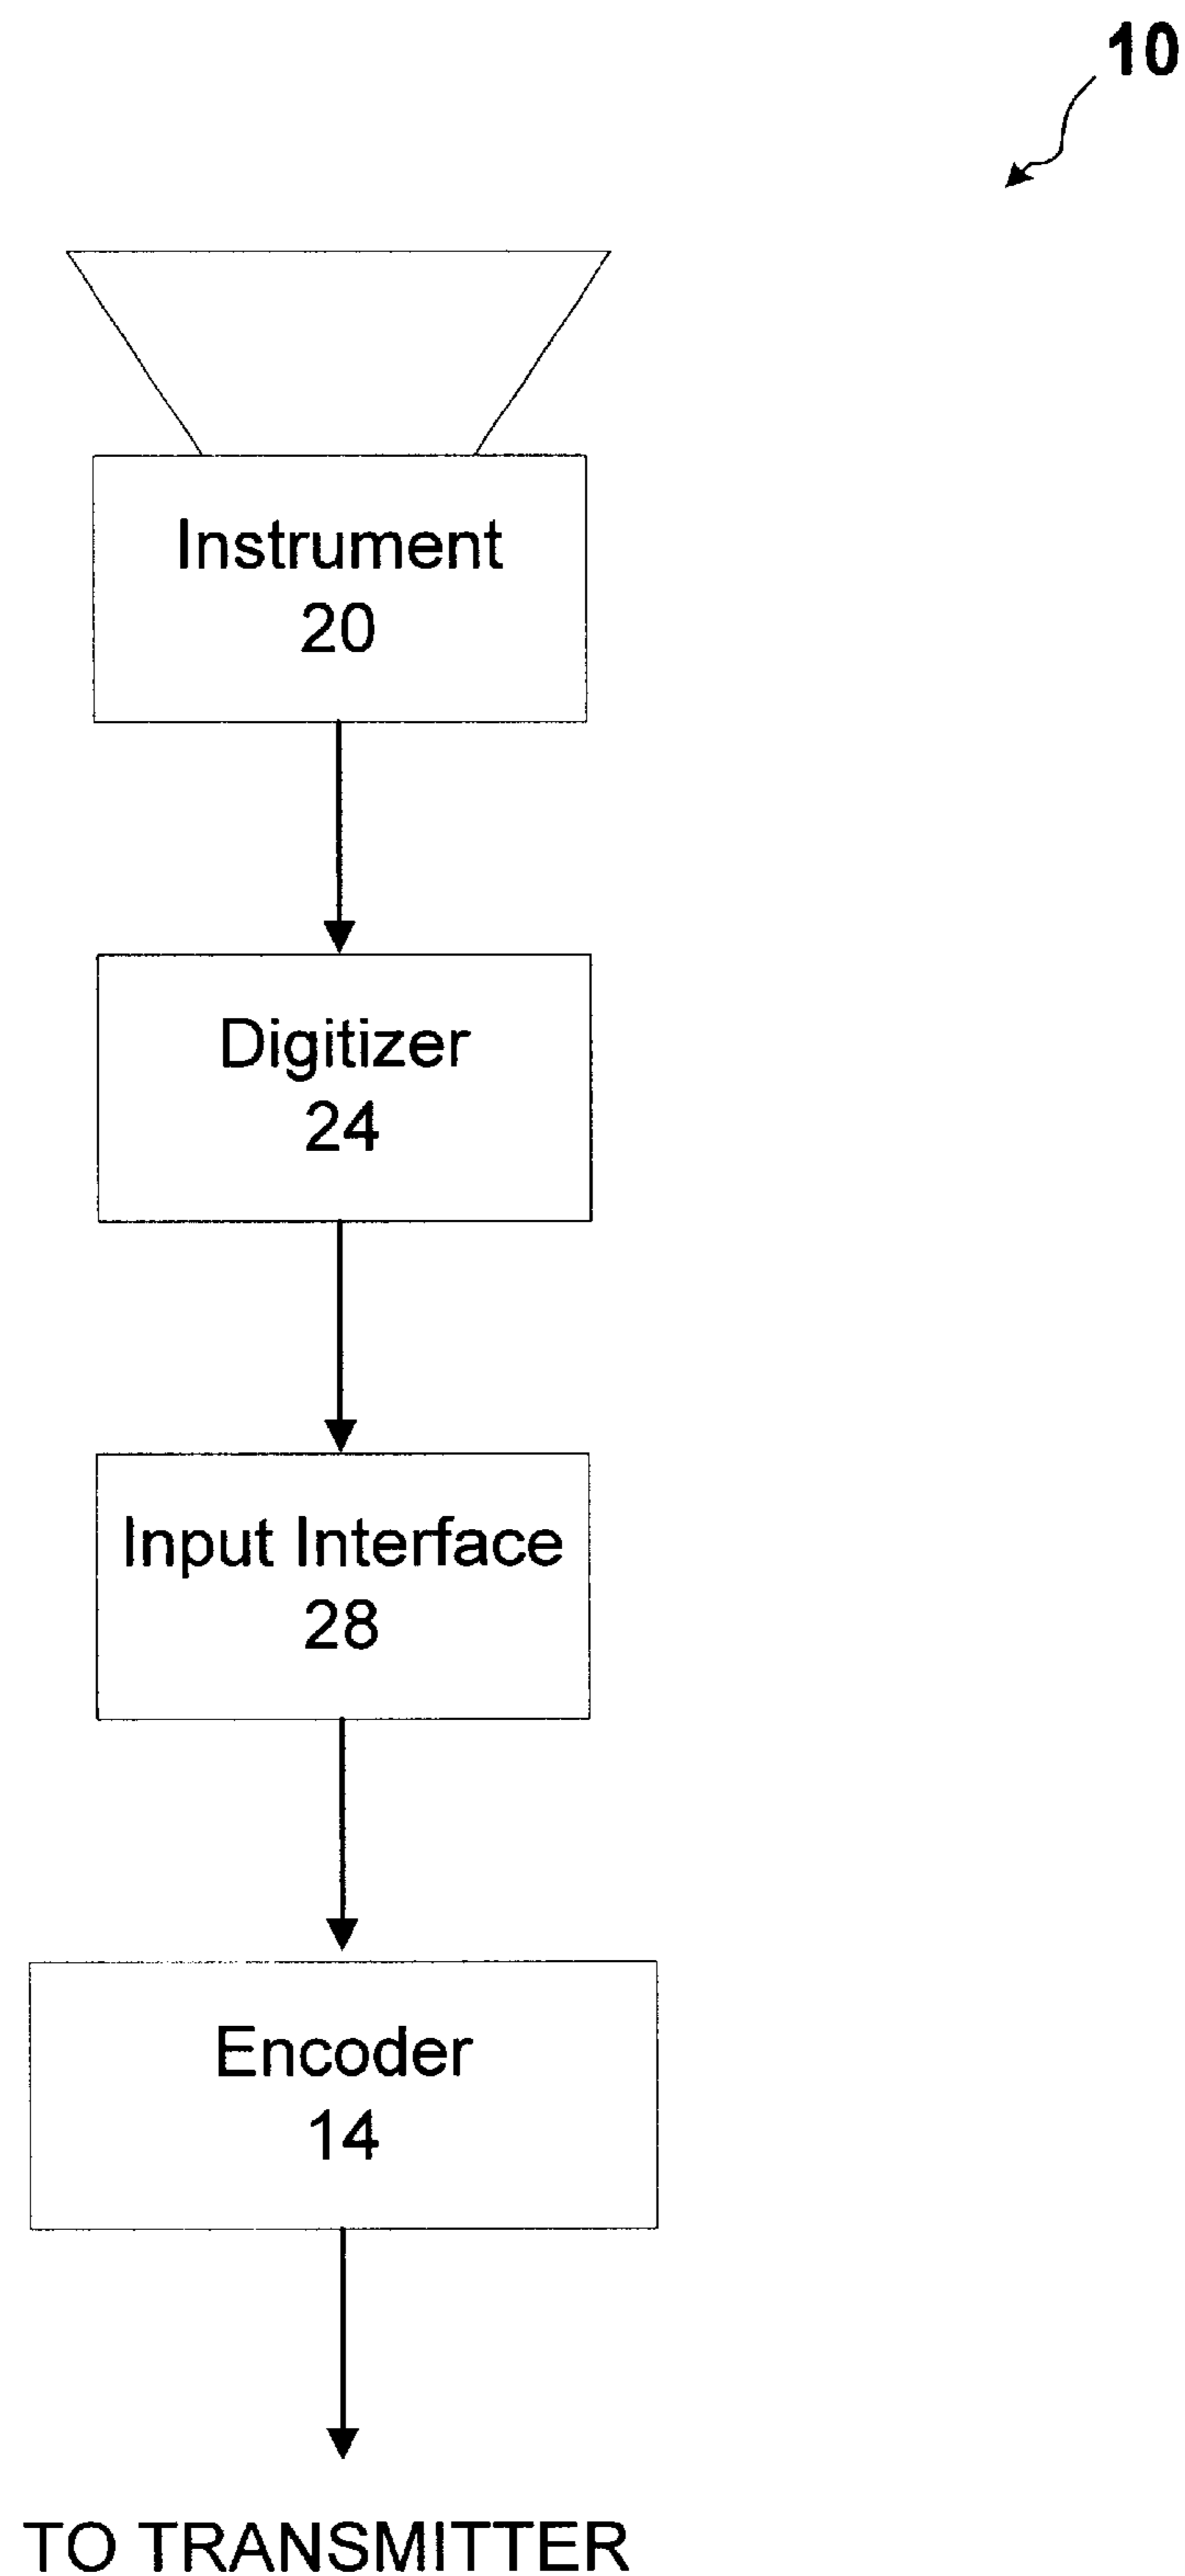 10
Instrument
20
Digitizer
24
Input Interface
28
Encoder
14
TO TRANSMITTER